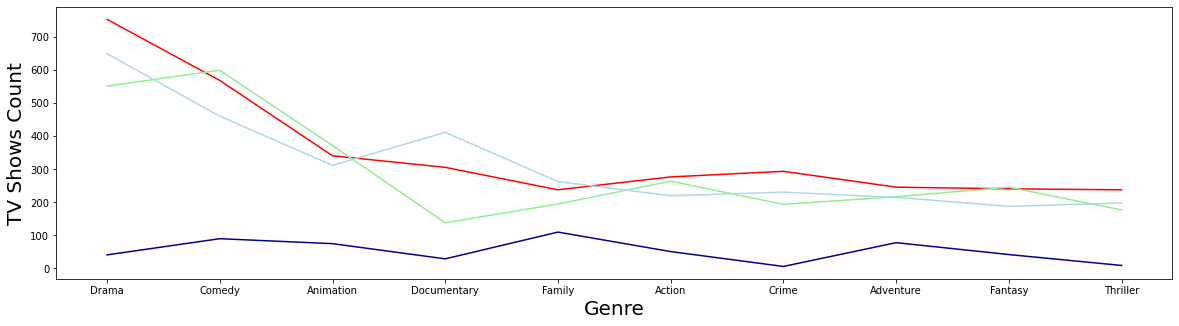 TV Shows Count
700
600
500
400
300
200
100
0
Drama Comedy Animation Documentary Family Action Crime Adventure Fantasy Thriller
Genre